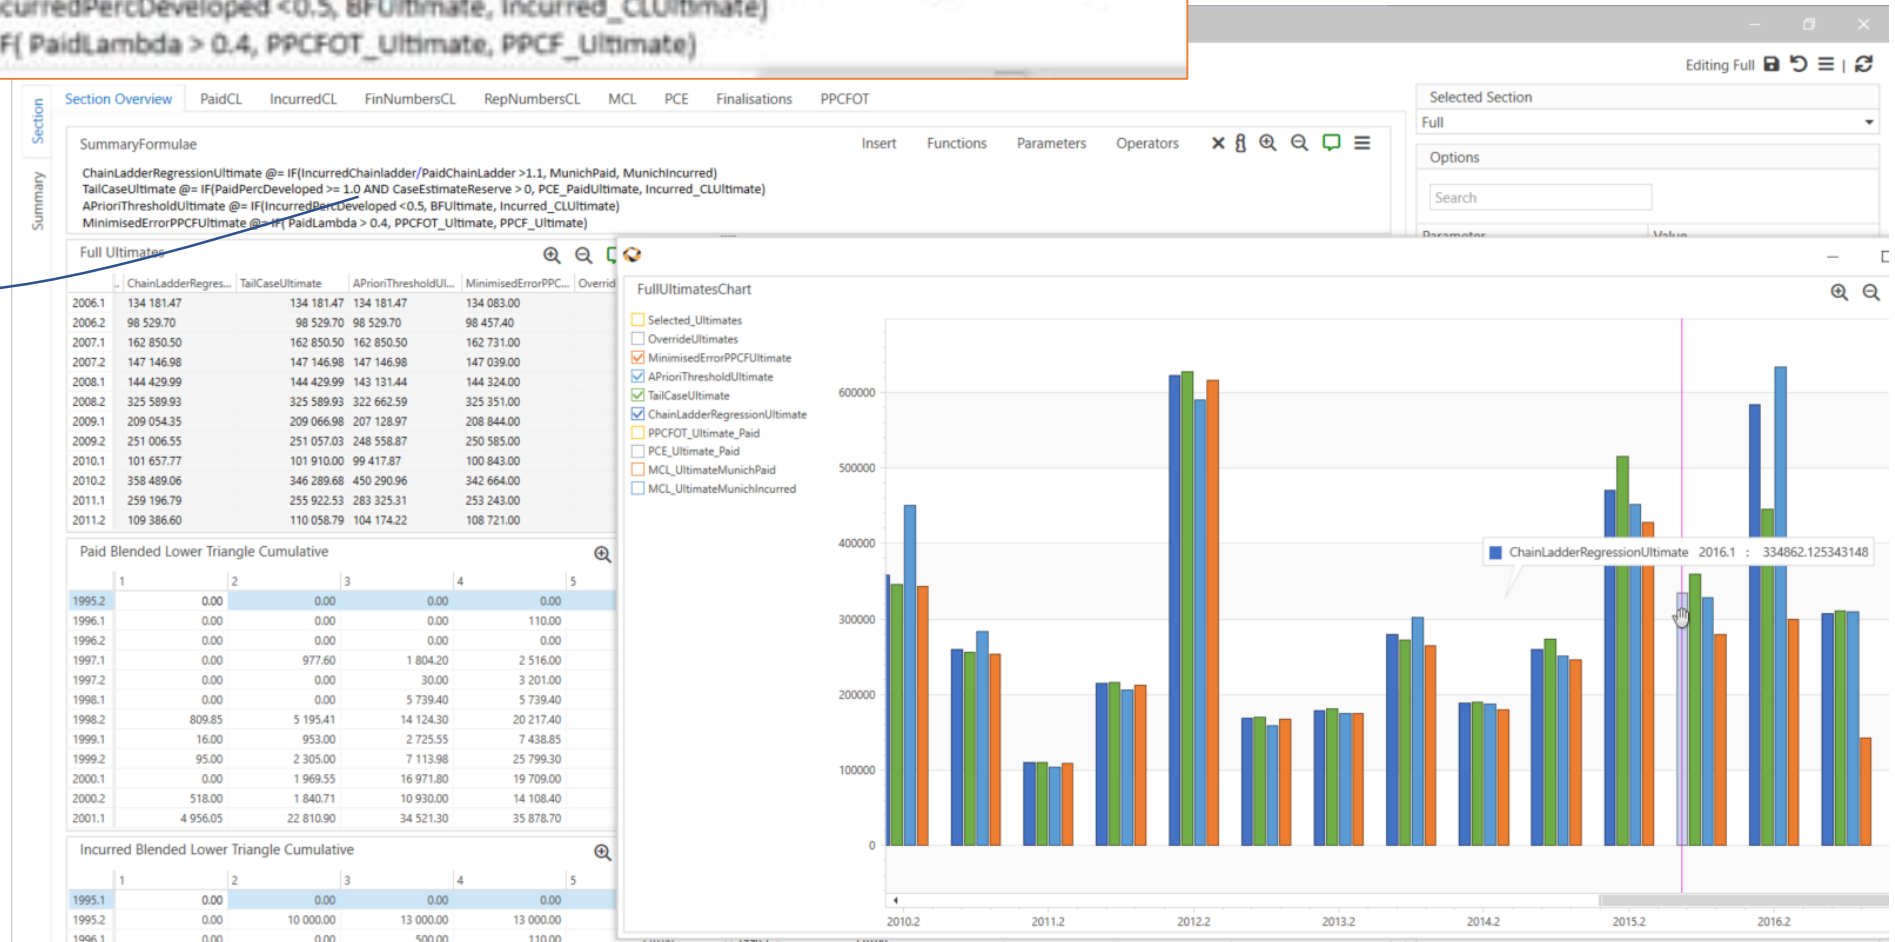 curredPercDeveloped <0.5, BFUltimate, Incurred_CLUltimate)
F( PaidLambda > 0.4, PPCFOT_Ultimate, PPCF_Ultimate)
Editing Full
Section
Summary
Section Overview PaidCL IncurredCL FinNumbersCL RepNumbersCL MCL PCE Finalisations PPCFOT
SummaryFormulae Insert Functions Parameters Operators
ChainLadderRegressionUltimate @= IF(IncurredChainladder/PaidChainLadder >1.1, MunichPaid, MunichIncurred)
TailCaseUltimate @= IF(PaidPercDeveloped >= 1.0 AND CaseEstimateReserve > 0, PCE_PaidUltimate, Incurred_CLUltimate)
APrioriThresholdUltimate @= IF(IncurredPercDeveloped <0.5, BFUltimate, Incurred_CLUltimate)
MinimisedErrorPPCFUltimate @= IF( PaidLambda > 0.4, PPCFOT_Ultimate, PPCF_Ultimate)
Selected Section
Full
Options
Search
Parameter Value
Full Ultimates
.. ChainLadderRegres... TailCaseUltimate APrioriThresholdUl... MinimisedErrorPPC... Overrid
2006.1 134 181.47 134 181.47 134 181.47 134 083.00
2006.2 98 529.70 98 529.70 98 529.70 98 457.40
2007.1 162 850.50 162 850.50 162 850.50 162 731.00
2007.2 147 146.98 147 146.98 147 146.98 147 039.00
2008.1 144 429.99 144 429.99 143 131.44 144 324.00
2008.2 325 589.93 325 589.93 322 662.59 325 351.00
2009.1 209 054.35 209 066.98 207 128.97 208 844.00
2009.2 251 006.55 251 057.03 248 558.87 250 585.00
2010.1 101 657.77 101 910.00 99 417.87 100 843.00
2010.2 358 489.06 346 289.68 450 290.96 342 664.00
2011.1 259 196.79 255 922.53 283 325.31 253 243.00
2011.2 109 386.60 110 058.79 104 174.22 108 721.00
Paid Blended Lower Triangle Cumulative
1 2 3 4 5
1995.2 0.00 0.00 0.00 0.00
1996.1 0.00 0.00 0.00 110.00
1996.2 0.00 0.00 0.00 0.00
1997.1 0.00 977.60 1 804.20 2 516.00
1997.2 0.00 0.00 30.00 3 201.00
1998.1 0.00 0.00 5 739.40 5 739.40
1998.2 809.85 5 195.41 14 124.30 20 217.40
1999.1 16.00 953.00 2 725.55 7 438.85
1999.2 95.00 2 305.00 7 113.98 25 799.30
2000.1 0.00 1 969.55 16 971.80 19 709.00
2000.2 518.00 1 840.71 10 930.00 14 108.40
2001.1 4 956.05 22 810.90 34 521.30 35 878.70
Incurred Blended Lower Triangle Cumulative
1 2 3 4 5
1995.1 0.00 0.00 0.00 0.00
1995.2 0.00 10 000.00 13 000.00 13 000.00
1996.1 0.00 0.00 500.00 110.00
FullUltimatesChart
Selected_Ultimates
OverrideUltimates
MinimisedErrorPPCFUltimate
APrioriThresholdUltimate
TailCaseUltimate
ChainLadderRegressionUltimate
PPCFOT_Ultimate_Paid
PCE_Ultimate_Paid
MCL_UltimateMunichPaid
MCL_UltimateMunichIncurred
600000
500000
400000
300000
200000
100000
0
ChainLadderRegressionUltimate 2016.1 : 334862.125343148
2010.2 2011.2 2012.2 2013.2 2014.2 2015.2 2016.2